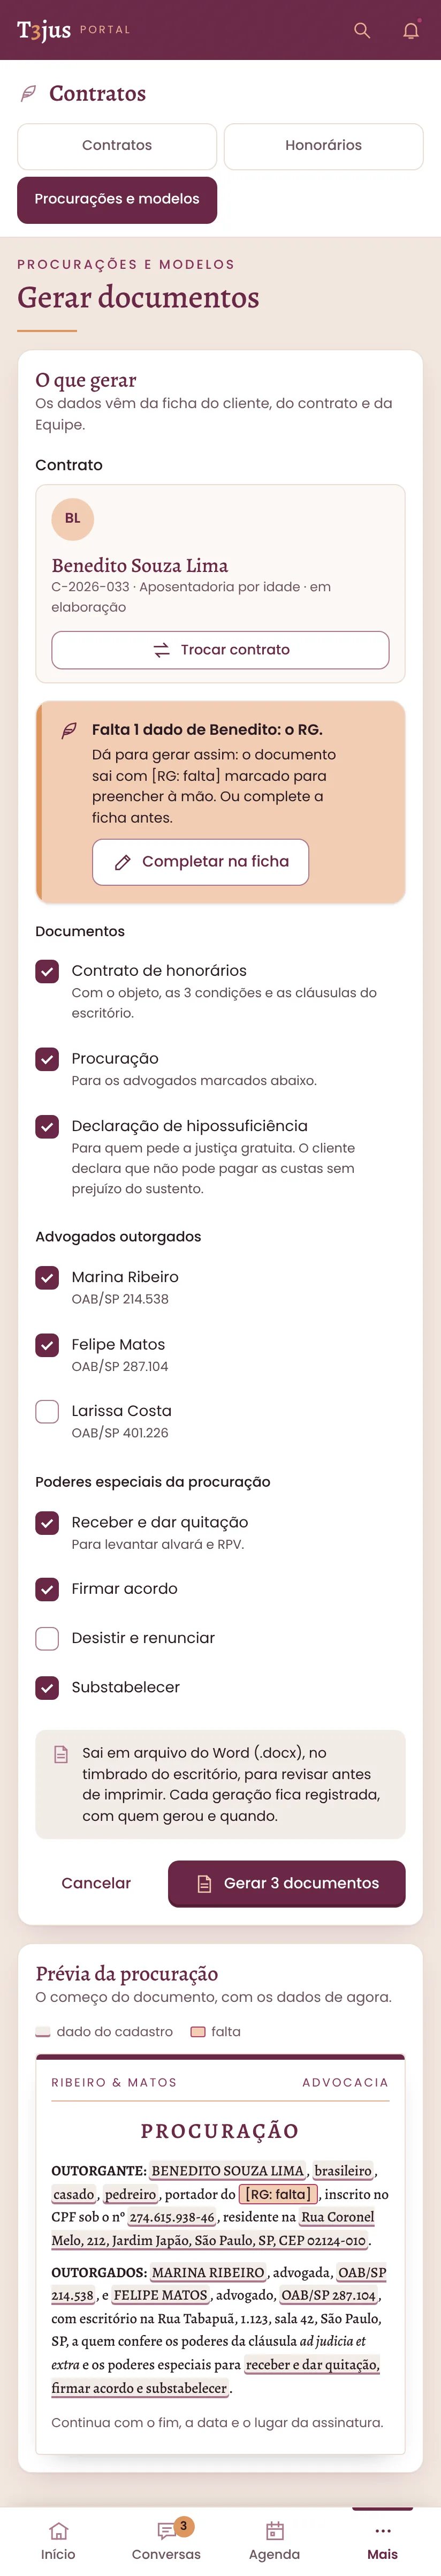 T3jus PORTAL
Contratos
Contratos
Honorários
Procurações e modelos
PROCURAÇÕES E MODELOS
Gerar documentos
O que gerar
Os dados vêm da ficha do cliente, do contrato e da
Equipe.
Contrato
BL
Benedito Souza Lima
C-2026-033 · Aposentadoria por idade · em
elaboração
Trocar contrato
Falta 1 dado de Benedito: o RG.
Dá para gerar assim: o documento
sai com [RG: falta] marcado para
preencher à mão. Ou complete a
ficha antes.
Completar na ficha
Documentos
Contrato de honorários
Com o objeto, as 3 condições e as cláusulas do
escritório.
Procuração
Para os advogados marcados abaixo.
Declaração de hipossuficiência
Para quem pede a justiça gratuita. O cliente
declara que não pode pagar as custas sem
prejuízo do sustento.
Advogados outorgados
Marina Ribeiro
OAB/SP 214.538
Felipe Matos
OAB/SP 287.104
Larissa Costa
OAB/SP 401.226
Poderes especiais da procuração
Receber e dar quitação
Para levantar alvará e RPV.
Firmar acordo
Desistir e renunciar
Substabelecer
Sai em arquivo do Word (.docx), no
timbrado do escritório, para revisar antes
de imprimir. Cada geração fica registrada,
com quem gerou e quando.
Cancelar
Gerar 3 documentos
Prévia da procuração
O começo do documento, com os dados de agora.
dado do cadastro
falta
RIBEIRO & MATOS ADVOCACIA
PROCURAÇÃO
OUTORGANTE: BENEDITO SOUZA LIMA, brasileiro,
casado, pedreiro, portador do [RG: falta], inscrito no
CPF sob o nº 274.615.938-46, residente na Rua Coronel
Melo, 212, Jardim Japão, São Paulo, SP, CEP 02124-010.
OUTORGADOS: MARINA RIBEIRO, advogada, OAB/SP
214.538, e FELIPE MATOS, advogado, OAB/SP 287.104,
com escritório na Rua Tabapuã, 1.123, sala 42, São Paulo,
SP, a quem confere os poderes da cláusula ad judicia et
extra e os poderes especiais para receber e dar quitação,
firmar acordo e substabelecer.
Continua com o fim, a data e o lugar da assinatura.
3
Início
Conversas
Agenda
Mais